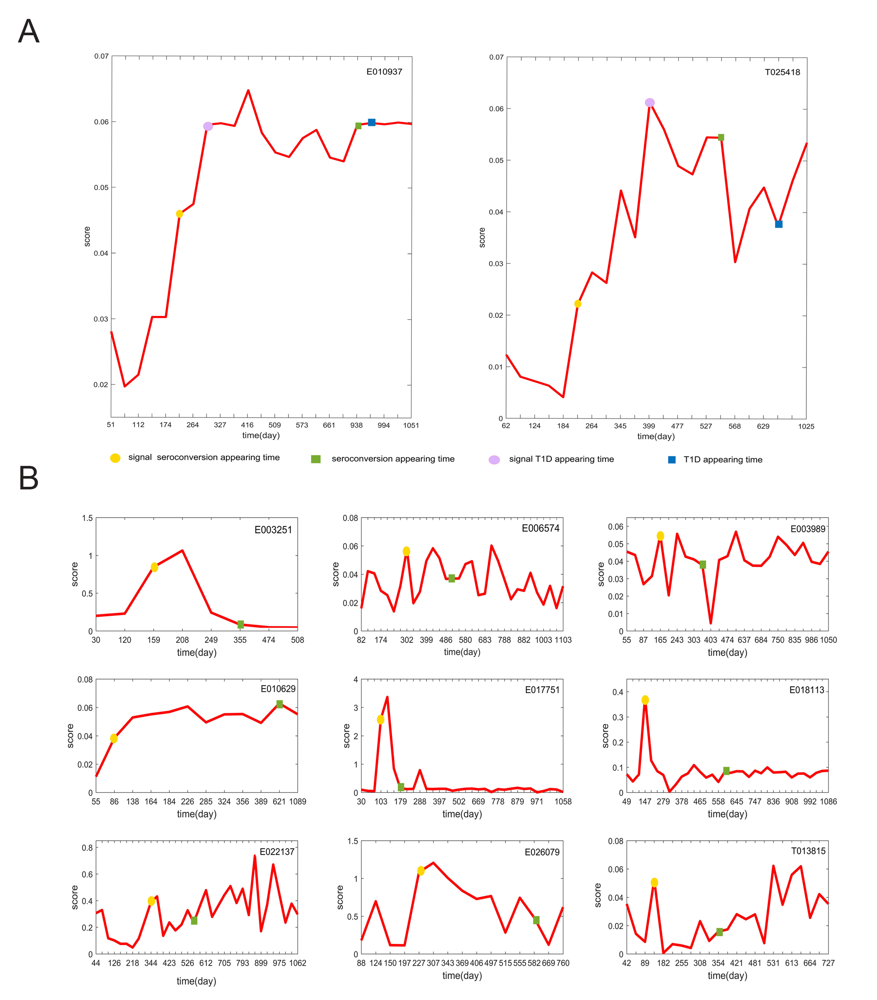 A
0.07
0.06
0.05
0.04
0.03
0.02
score
E010937
51 112 174 264 327 416 509 573 661 938 994 1051
time(day)
0.07
0.06
0.05
0.04
0.03
0.02
0.01
0
score
T025418
62 124 184 264 345 399 477 527 568 629 1025
time(day)
signal seroconversion appearing time
seroconversion appearing time
signal T1D appearing time
T1D appearing time
B
1.5
1
0.5
0
score
E003251
30 120 159 208 249 355 474 508
time(day)
0.08
0.06
0.04
0.02
0
score
E006574
82 174 302 399 486 580 683 788 882 1003 1103
time(day)
0.06
0.05
0.04
0.03
0.02
0.01
0
score
E003989
55 87 165 243 303 403 474 637 684 750 835 986 1050
time(day)
0.08
0.06
0.04
0.02
0
score
E010629
55 86 138 164 184 226 285 324 356 389 621 1089
time(day)
4
3
2
1
0
score
E017751
30 103 179 288 397 502 669 778 879 971 1058
time(day)
0.4
0.3
0.2
0.1
0
score
E018113
49 147 279 378 465 558 645 747 836 908 992 1086
time(day)
0.8
0.6
0.4
0.2
0
score
E022137
44 126 218 344 423 526 612 705 793 899 975 1062
time(day)
1.5
1
0.5
0
score
E026079
88 124 150 197 227 307 343 369 406 497 515 555 582 669 760
time(day)
0.08
0.06
0.04
0.02
0
score
T013815
42 89 182 255 308 354 421 481 531 613 664 727
time(day)